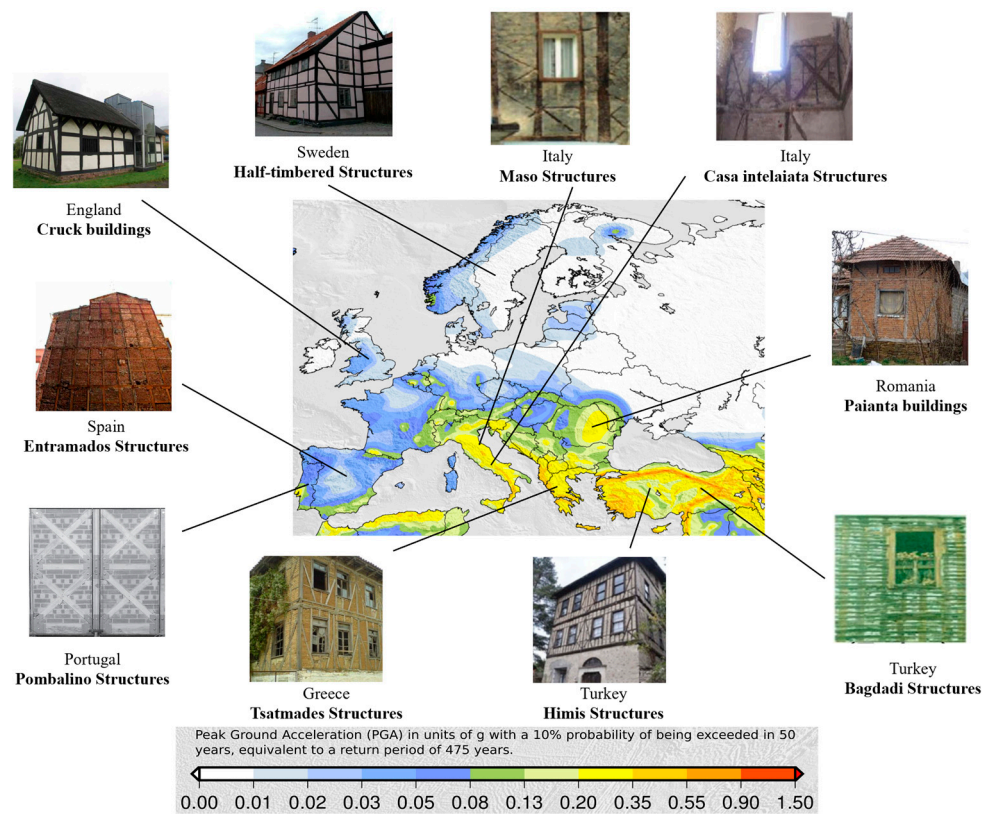 Sweden
Half-timbered Structures
Italy
Maso Structures
Italy
Casa intelaiata Structures
England
Cruck buildings
Romania
Paianta buildings
Spain
Entramados Structures
Portugal
Pombalino Structures
Greece
Tsatmades Structures
Turkey
Himis Structures
Turkey
Bagdadi Structures
Peak Ground Acceleration (PGA) in units of g with a 10% probability of being exceeded in 50
years, equivalent to a return period of 475 years.
0.00 0.01 0.02 0.03 0.05 0.08 0.13 0.20 0.35 0.55 0.90 1.50